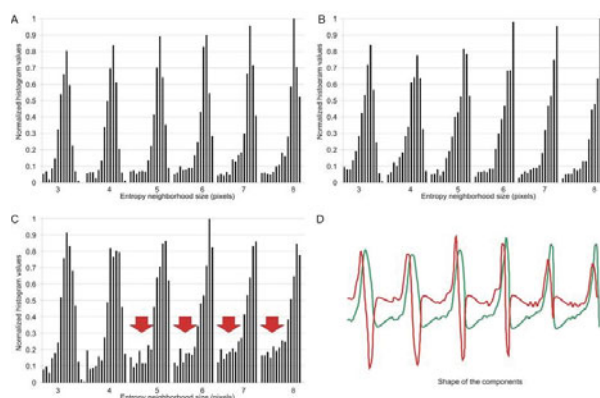 A
Normalized histogram values
1
0.9
0.8
0.7
0.6
0.5
0.4
0.3
0.2
0.1
0
3 4 5 6 7 8
Entropy neighborhood size (pixels)
B
Normalized histogram values
1
0.9
0.8
0.7
0.6
0.5
0.4
0.3
0.2
0.1
0
3 4 5 6 7 8
Entropy neighborhood size (pixels)
C
Normalized histogram values
1
0.9
0.8
0.7
0.6
0.5
0.4
0.3
0.2
0.1
0
3 4 5 6 7 8
Entropy neighborhood size (pixels)
D
Shape of the components